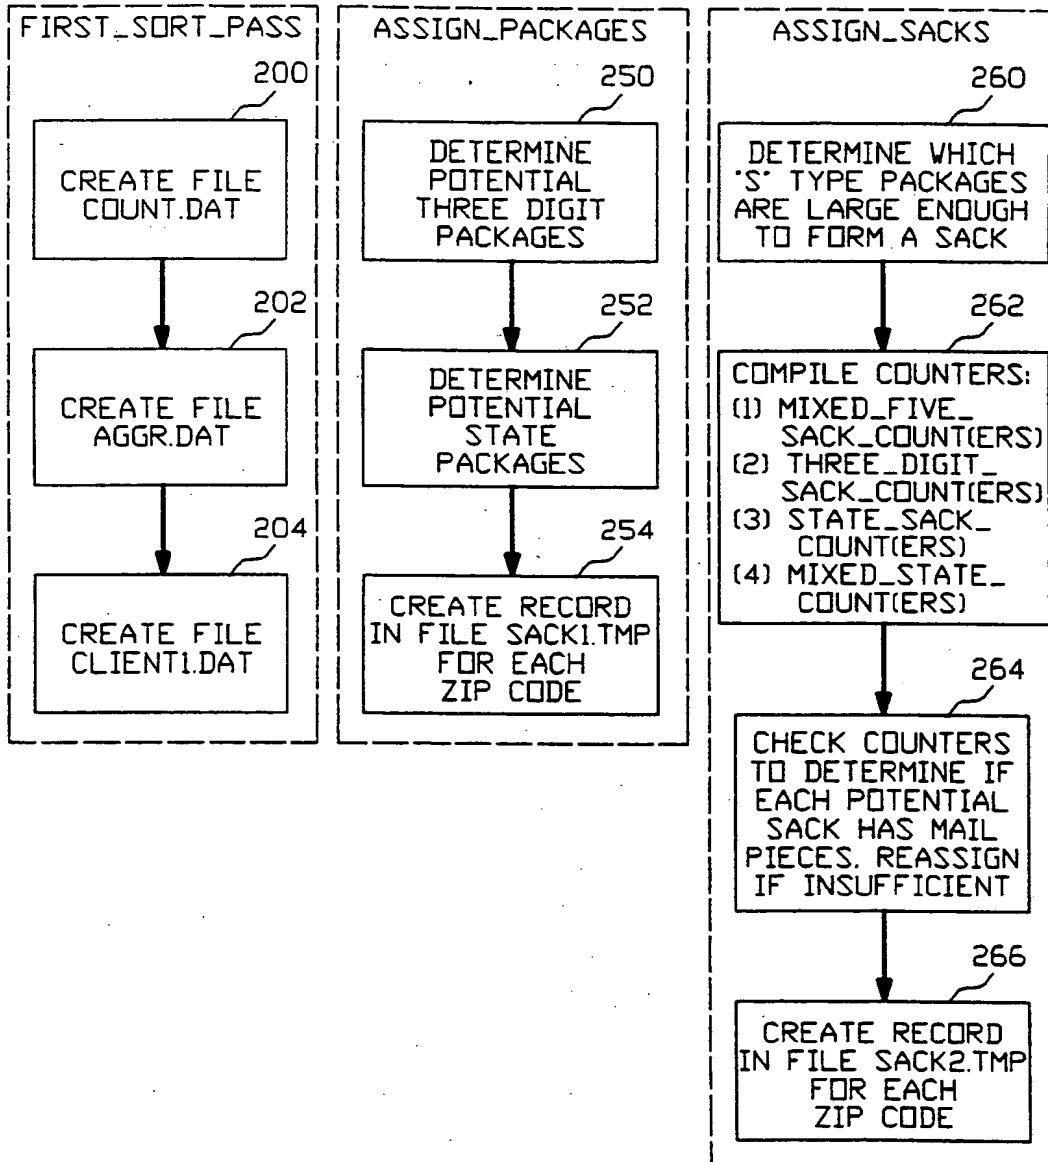 FIRST_SORT_PASS
200
CREATE FILE
COUNT.DAT
202
CREATE FILE
AGGR.DAT
204
CREATE FILE
CLIENT1.DAT
ASSIGN_PACKAGES
250
DETERMINE
POTENTIAL
THREE DIGIT
PACKAGES
252
DETERMINE
POTENTIAL
STATE
PACKAGES
254
CREATE RECORD
IN FILE SACK1.TMP
FOR EACH
ZIP CODE
ASSIGN_SACKS
260
DETERMINE WHICH
'S' TYPE PACKAGES
ARE LARGE ENOUGH
TO FORM A SACK
262
COMPILE COUNTERS:
(1) MIXED_FIVE_
SACK_COUNT(ERS)
(2) THREE_DIGIT_
SACK_COUNT(ERS)
(3) STATE_SACK_
COUNT(ERS)
(4) MIXED_STATE_
COUNT(ERS)
264
CHECK COUNTERS
TO DETERMINE IF
EACH POTENTIAL
SACK HAS MAIL
PIECES. REASSIGN
IF INSUFFICIENT
266
CREATE RECORD
IN FILE SACK2.TMP
FOR EACH
ZIP CODE